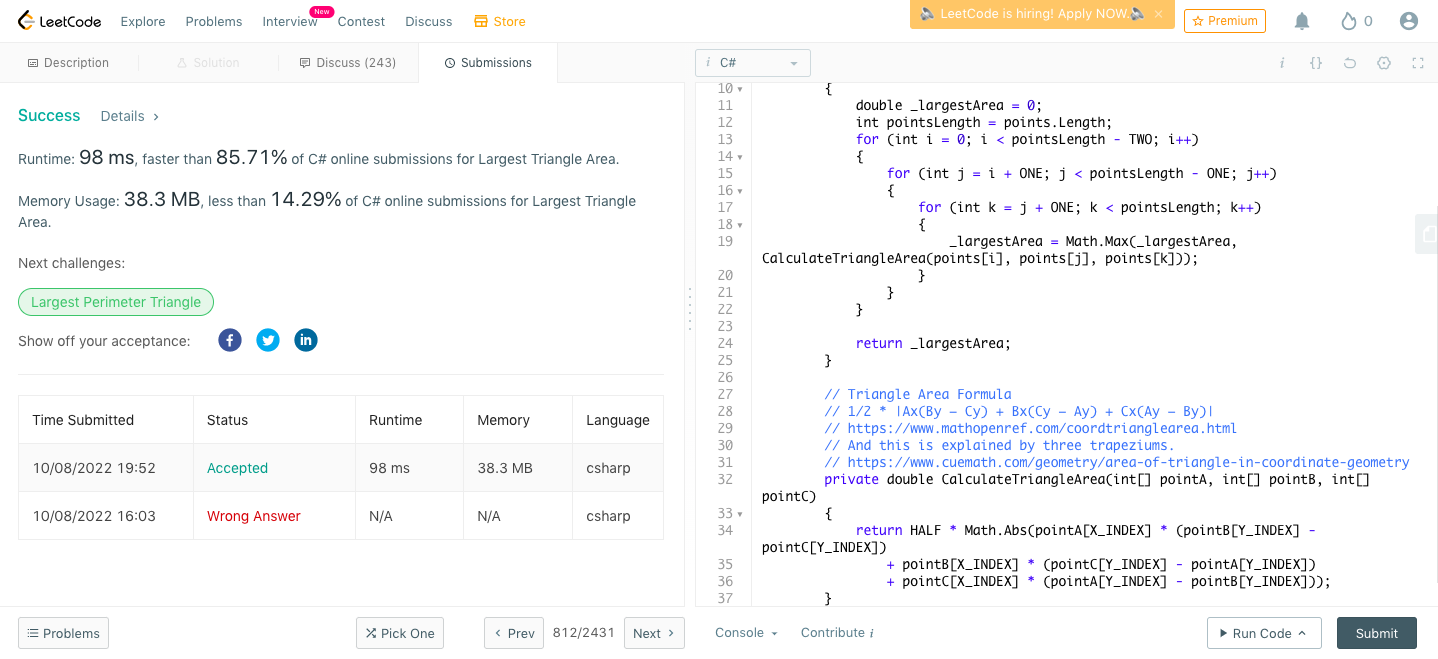 LeetCode Explore Problems Interview New Contest Discuss Store LeetCode is hiring! Apply NOW. × Premium 0
Description Solution Discuss (243) Submissions
i C# i {}
Success Details >
Runtime: 98 ms, faster than 85.71% of C# online submissions for Largest Triangle Area.
Memory Usage: 38.3 MB, less than 14.29% of C# online submissions for Largest Triangle
Area.
Next challenges:
Largest Perimeter Triangle
Show off your acceptance:
Time Submitted Status Runtime Memory Language
10/08/2022 19:52 Accepted 98 ms 38.3 MB csharp
10/08/2022 16:03 Wrong Answer N/A N/A csharp
10 {
11 double _largestArea = 0;
12 int pointsLength = points.Length;
13 for (int i = 0; i < pointsLength - TWO; i++)
14 {
15 for (int j = i + ONE; j < pointsLength - ONE; j++)
16 {
17 for (int k = j + ONE; k < pointsLength; k++)
18 {
19 _largestArea = Math.Max(_largestArea,
CalculateTriangleArea(points[i], points[j], points[k]));
20 }
21 }
22 }
23
24 return _largestArea;
25 }
26
27 // Triangle Area Formula
28 // 1/2 * |Ax(By – Cy) + Bx(Cy – Ay) + Cx(Ay – By)|
29 // https://www.mathopenref.com/coordtrianglearea.html
30 // And this is explained by three trapeziums.
31 // https://www.cuemath.com/geometry/area-of-triangle-in-coordinate-geometry
32 private double CalculateTriangleArea(int[] pointA, int[] pointB, int[]
pointC)
33 {
34 return HALF * Math.Abs(pointA[X_INDEX] * (pointB[Y_INDEX] -
pointC[Y_INDEX])
35 + pointB[X_INDEX] * (pointC[Y_INDEX] - pointA[Y_INDEX])
36 + pointC[X_INDEX] * (pointA[Y_INDEX] - pointB[Y_INDEX]));
37 }
Problems Pick One < Prev 812/2431 Next > Console Contribute i Run Code Submit